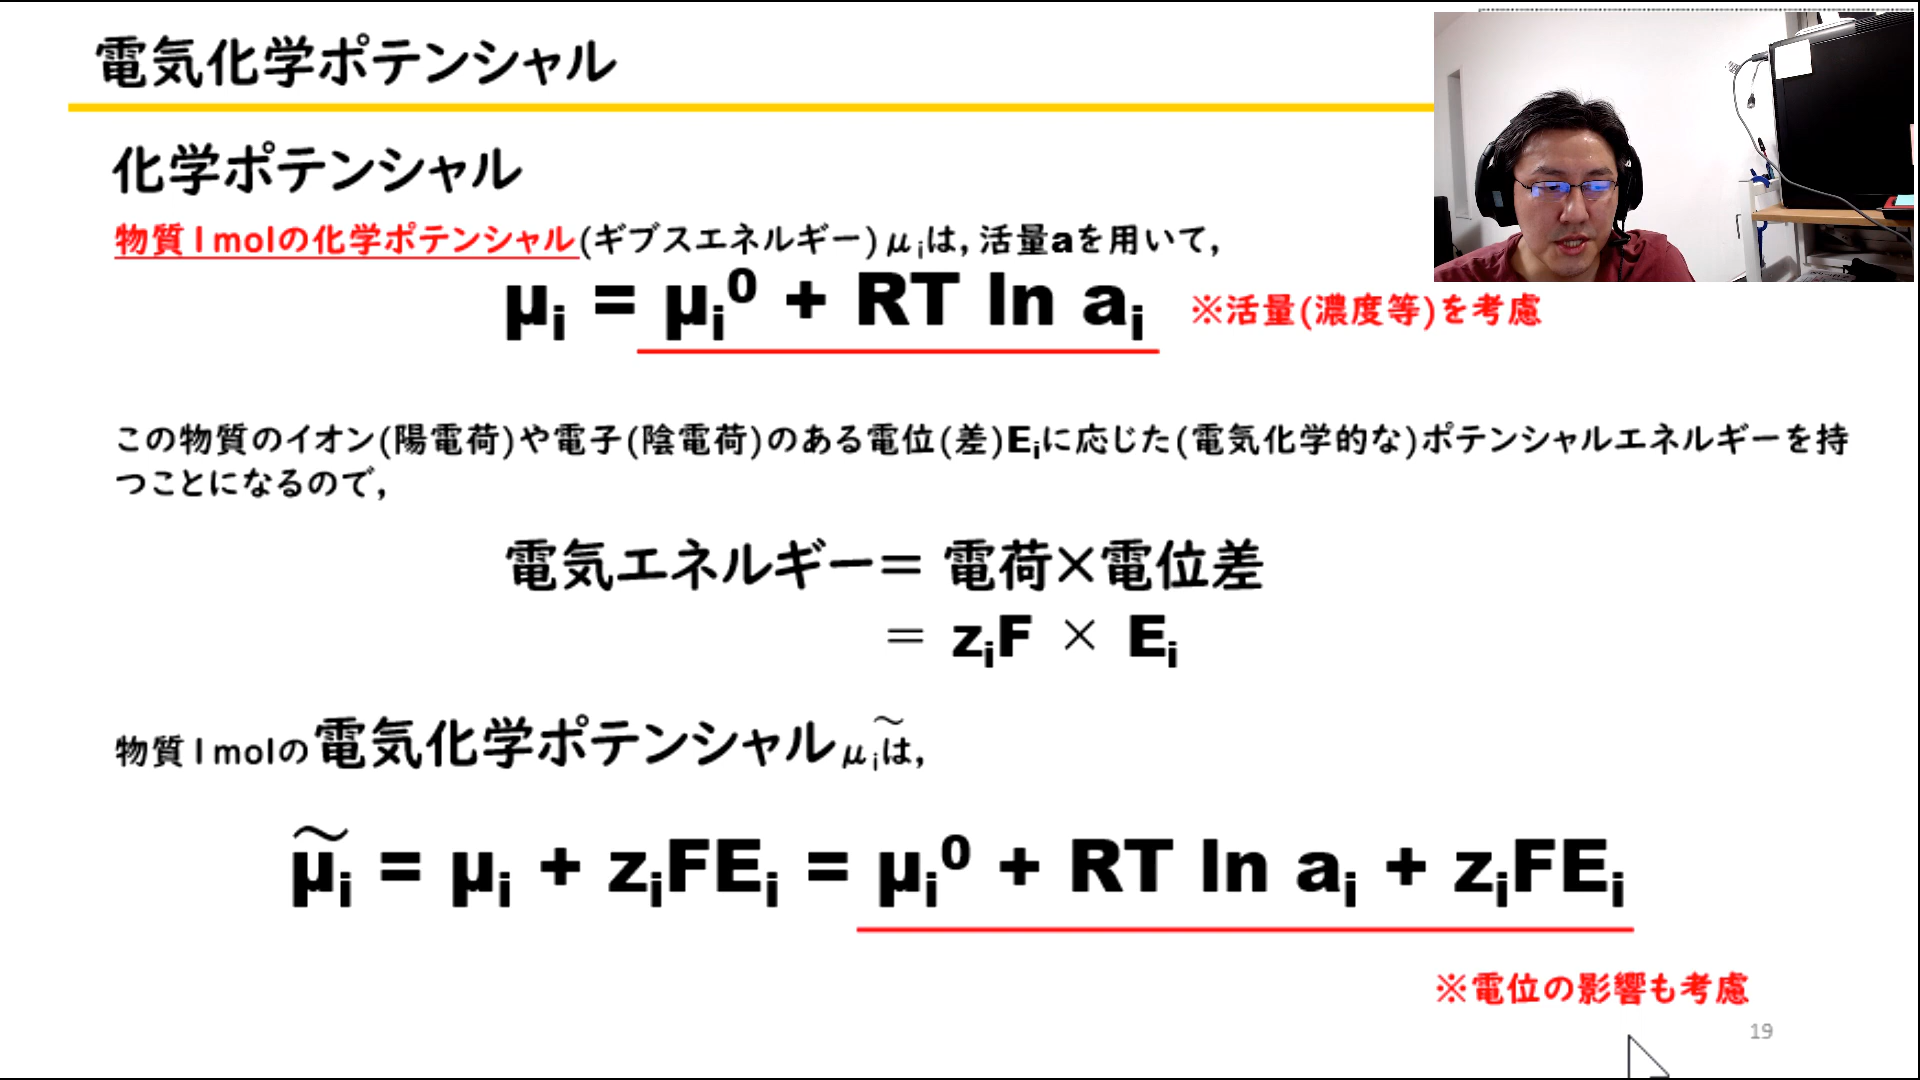 電気化学ポテンシャル
化学ポテンシャル
物質1molの化学ポテンシャル(ギブスエネルギー)μiは,活量aを用いて,
μi = μi⁰ + RT ln ai ※活量(濃度等)を考慮
この物質のイオン(陽電荷)や電子(陰電荷)のある電位(差)Eiに応じた(電気化学的な)ポテンシャルエネルギーを持
つことになるので,
電気エネルギー＝ 電荷×電位差
＝ ziF × Ei
物質1molの電気化学ポテンシャルμi~は,
μ̃i = μi + ziFEi = μi⁰ + RT ln ai + ziFEi
※電位の影響も考慮
19